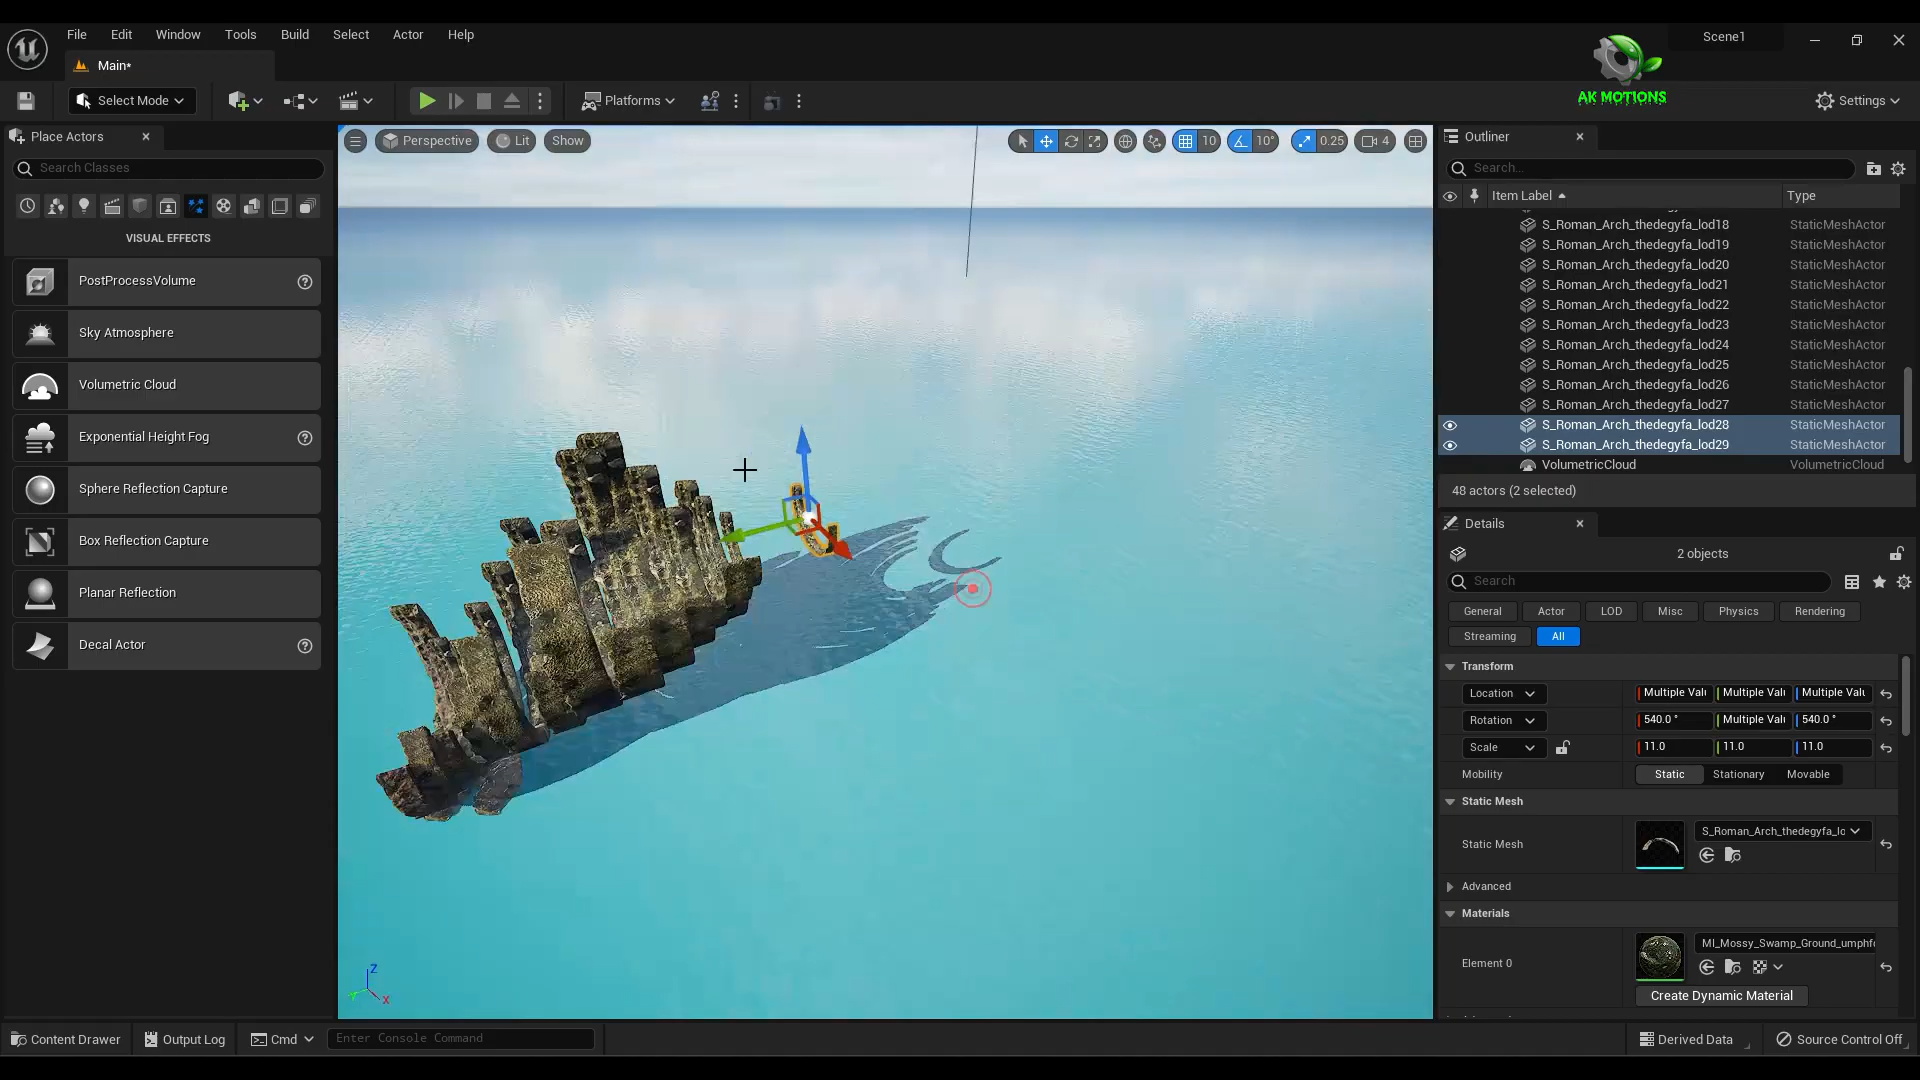 File Edit Window Tools Build Select Actor Help
AK MOTIONS
Scene1
Main*
Select Mode
Platforms
Settings
Place Actors
Search Classes
VISUAL EFFECTS
PostProcessVolume
Sky Atmosphere
Volumetric Cloud
Exponential Height Fog
Sphere Reflection Capture
Box Reflection Capture
Planar Reflection
Decal Actor
Perspective Lit Show
10 10° 0.25 4
Z
Y
X
Outliner
Search...
Item Label Type
S_Roman_Arch_thedegyfa_lod18 StaticMeshActor
S_Roman_Arch_thedegyfa_lod19 StaticMeshActor
S_Roman_Arch_thedegyfa_lod20 StaticMeshActor
S_Roman_Arch_thedegyfa_lod21 StaticMeshActor
S_Roman_Arch_thedegyfa_lod22 StaticMeshActor
S_Roman_Arch_thedegyfa_lod23 StaticMeshActor
S_Roman_Arch_thedegyfa_lod24 StaticMeshActor
S_Roman_Arch_thedegyfa_lod25 StaticMeshActor
S_Roman_Arch_thedegyfa_lod26 StaticMeshActor
S_Roman_Arch_thedegyfa_lod27 StaticMeshActor
S_Roman_Arch_thedegyfa_lod28 StaticMeshActor
S_Roman_Arch_thedegyfa_lod29 StaticMeshActor
VolumetricCloud VolumetricCloud
48 actors (2 selected)
Details
2 objects
Search
General Actor LOD Misc Physics Rendering
Streaming All
Transform
Location Multiple Valu Multiple Valu Multiple Valu
Rotation 540.0 ° Multiple Valu 540.0 °
Scale 11.0 11.0 11.0
Mobility Static Stationary Movable
Static Mesh
S_Roman_Arch_thedegyfa_lo
Static Mesh
Advanced
Materials
MI_Mossy_Swamp_Ground_umphf
Element 0
Create Dynamic Material
Content Drawer Output Log Cmd Enter Console Command Derived Data Source Control Off